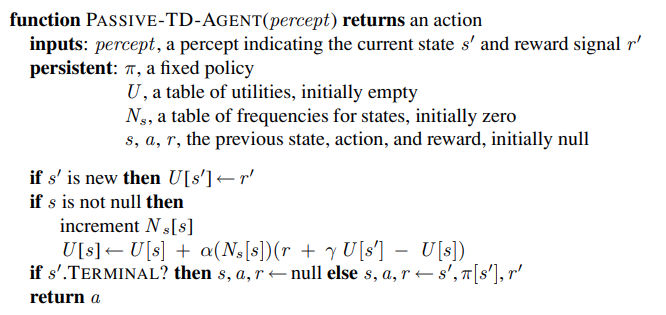 function PASSIVE-TD-AGENT(percept) returns an action
inputs: percept, a percept indicating the current state s′ and reward signal r′
persistent: π, a fixed policy
U, a table of utilities, initially empty
Nₛ, a table of frequencies for states, initially zero
s, a, r, the previous state, action, and reward, initially null
if s′ is new then U[s′] ← r′
if s is not null then
increment Nₛ[s]
U[s] ← U[s] + α(Nₛ[s])(r + γ U[s′] − U[s])
if s′.TERMINAL? then s, a, r ← null else s, a, r ← s′, π[s′], r′
return a